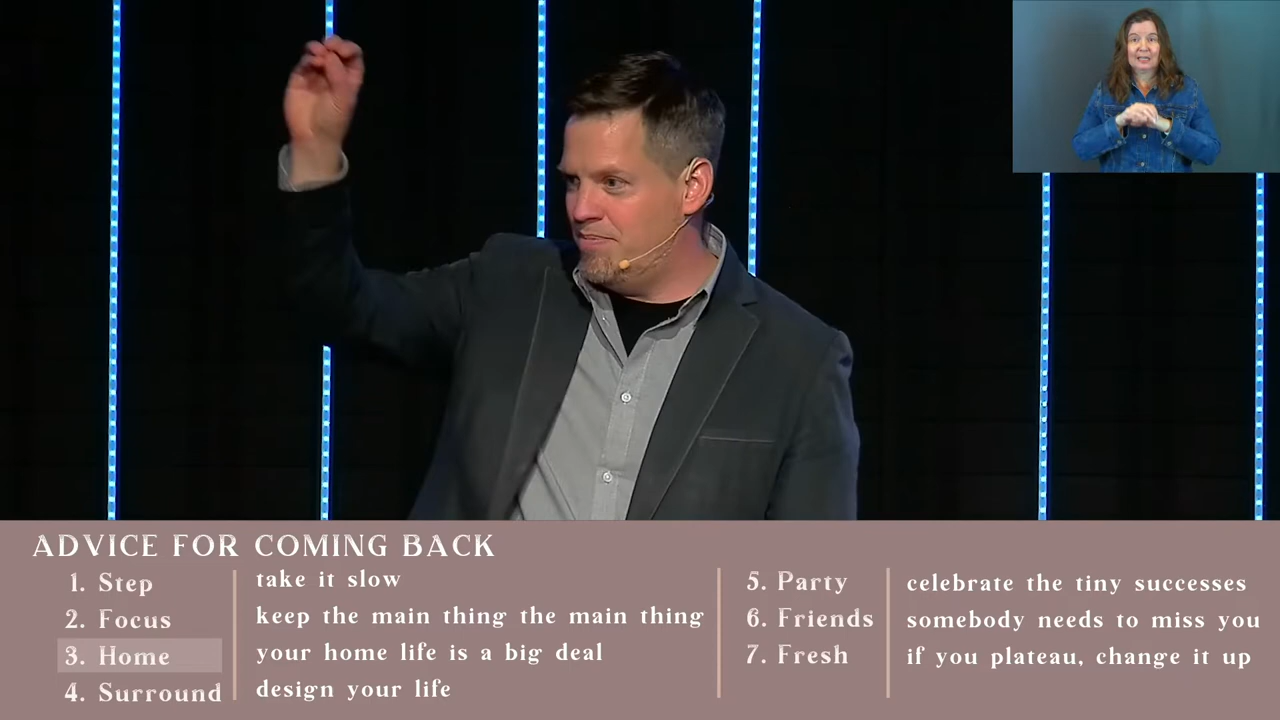 ADVICE FOR COMING BACK
1. Step take it slow
2. Focus keep the main thing the main thing
3. Home your home life is a big deal
4. Surround design your life
5. Party celebrate the tiny successes
6. Friends somebody needs to miss you
7. Fresh if you plateau, change it up